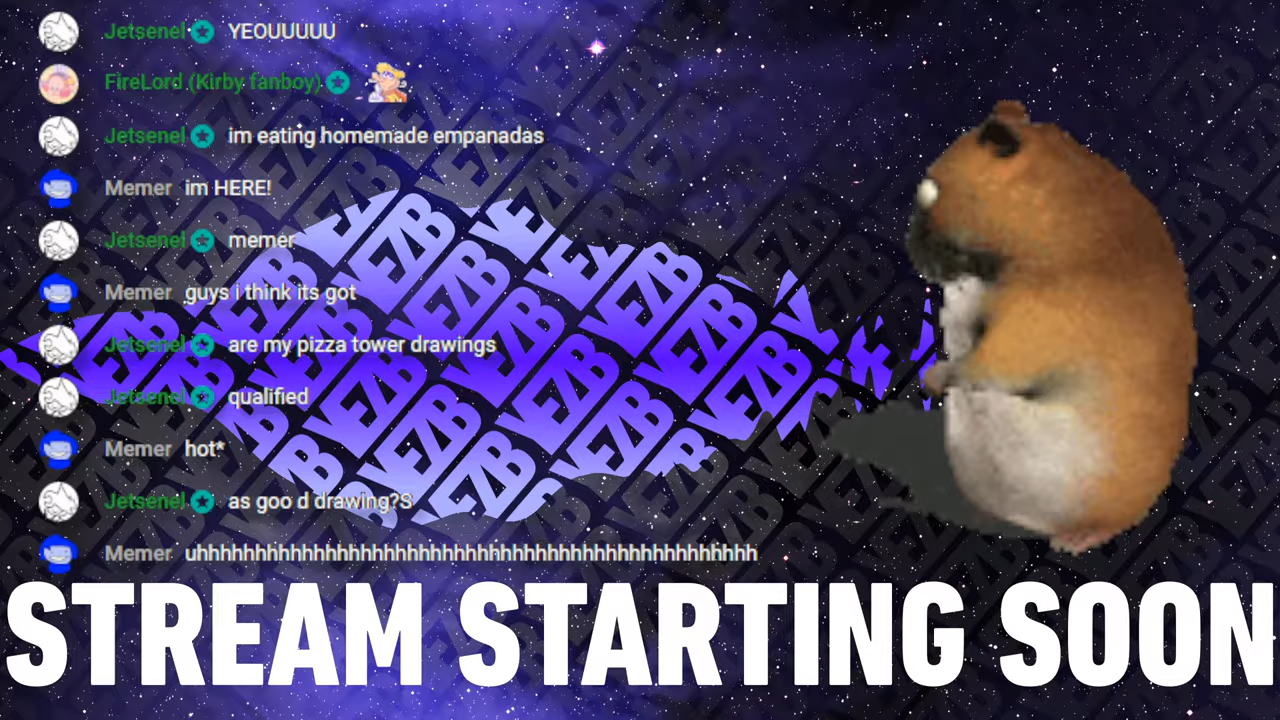 Jetsenel YEOUUUUU
FireLord (Kirby fanboy)
Jetsenel im eating homemade empanadas
Memer im HERE!
Jetsenel memer
Memer guys i think its got
Jetsenel are my pizza tower drawings
Jetsenel qualified
Memer hot*
Jetsenel as goo d drawing?S
Memer uhhhhhhhhhhhhhhhhhhhhhhhhhhhhhhhhhhhhhhhhhhhhhhhh
STREAM STARTING SOON